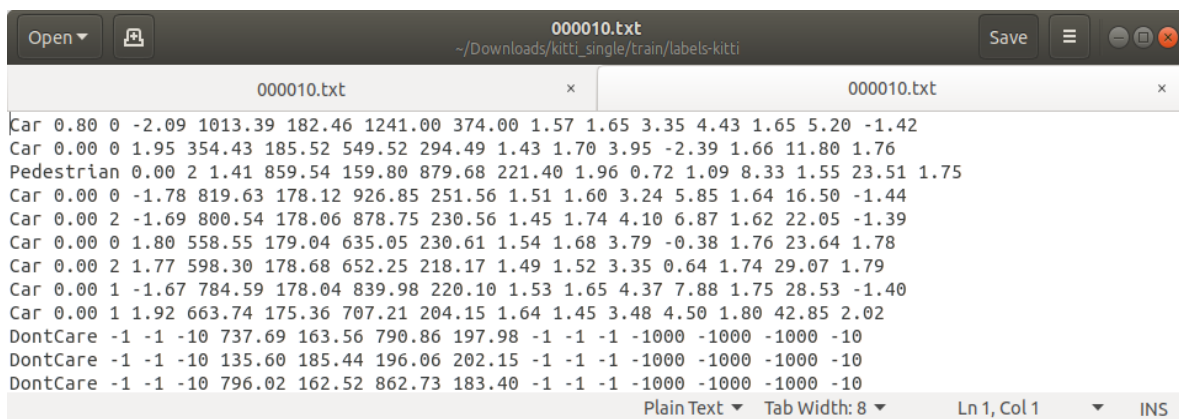 Open
000010.txt
~/Downloads/kitti_single/train/labels-kitti
Save
000010.txt ×
000010.txt ×
Car 0.80 0 -2.09 1013.39 182.46 1241.00 374.00 1.57 1.65 3.35 4.43 1.65 5.20 -1.42
Car 0.00 0 1.95 354.43 185.52 549.52 294.49 1.43 1.70 3.95 -2.39 1.66 11.80 1.76
Pedestrian 0.00 2 1.41 859.54 159.80 879.68 221.40 1.96 0.72 1.09 8.33 1.55 23.51 1.75
Car 0.00 0 -1.78 819.63 178.12 926.85 251.56 1.51 1.60 3.24 5.85 1.64 16.50 -1.44
Car 0.00 2 -1.69 800.54 178.06 878.75 230.56 1.45 1.74 4.10 6.87 1.62 22.05 -1.39
Car 0.00 0 1.80 558.55 179.04 635.05 230.61 1.54 1.68 3.79 -0.38 1.76 23.64 1.78
Car 0.00 2 1.77 598.30 178.68 652.25 218.17 1.49 1.52 3.35 0.64 1.74 29.07 1.79
Car 0.00 1 -1.67 784.59 178.04 839.98 220.10 1.53 1.65 4.37 7.88 1.75 28.53 -1.40
Car 0.00 1 1.92 663.74 175.36 707.21 204.15 1.64 1.45 3.48 4.50 1.80 42.85 2.02
DontCare -1 -1 -10 737.69 163.56 790.86 197.98 -1 -1 -1 -1000 -1000 -1000 -10
DontCare -1 -1 -10 135.60 185.44 196.06 202.15 -1 -1 -1 -1000 -1000 -1000 -10
DontCare -1 -1 -10 796.02 162.52 862.73 183.40 -1 -1 -1 -1000 -1000 -1000 -10
Plain Text Tab Width: 8 Ln 1, Col 1 INS